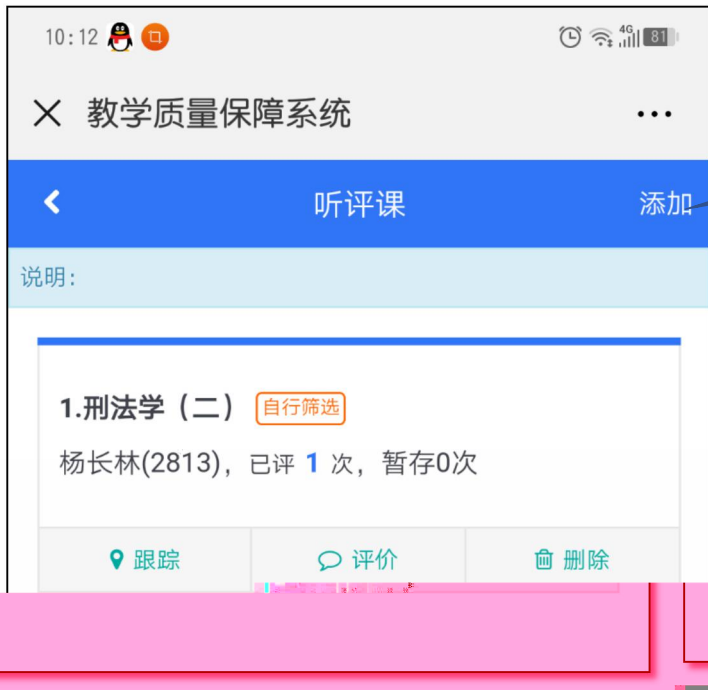 10:12 4G 81
教学质量保障系统 ...
听评课 添加
说明:
1.刑法学（二） 自行筛选
杨长林(2813)，已评 1 次，暂存0次
跟踪 评价 删除